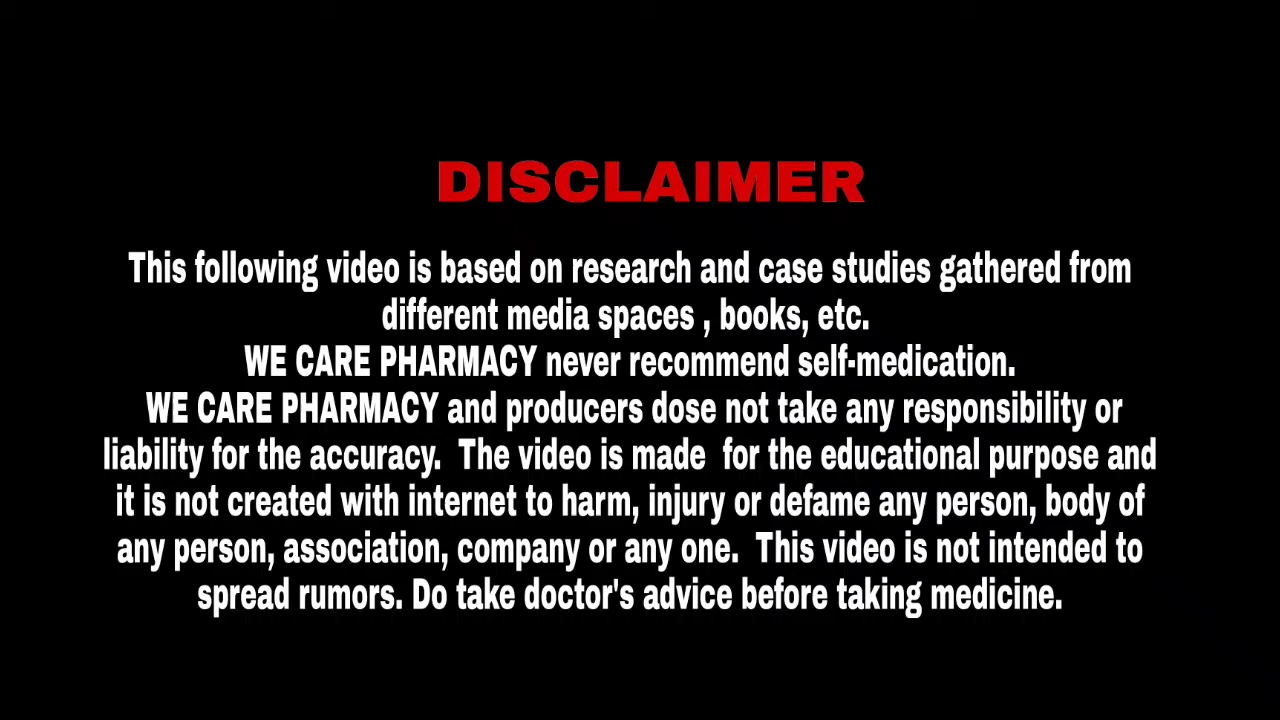 DISCLAIMER
This following video is based on research and case studies gathered from
different media spaces , books, etc.
WE CARE PHARMACY never recommend self-medication.
WE CARE PHARMACY and producers dose not take any responsibility or
liability for the accuracy.  The video is made  for the educational purpose and
it is not created with internet to harm, injury or defame any person, body of
any person, association, company or any one.  This video is not intended to
spread rumors. Do take doctor's advice before taking medicine.